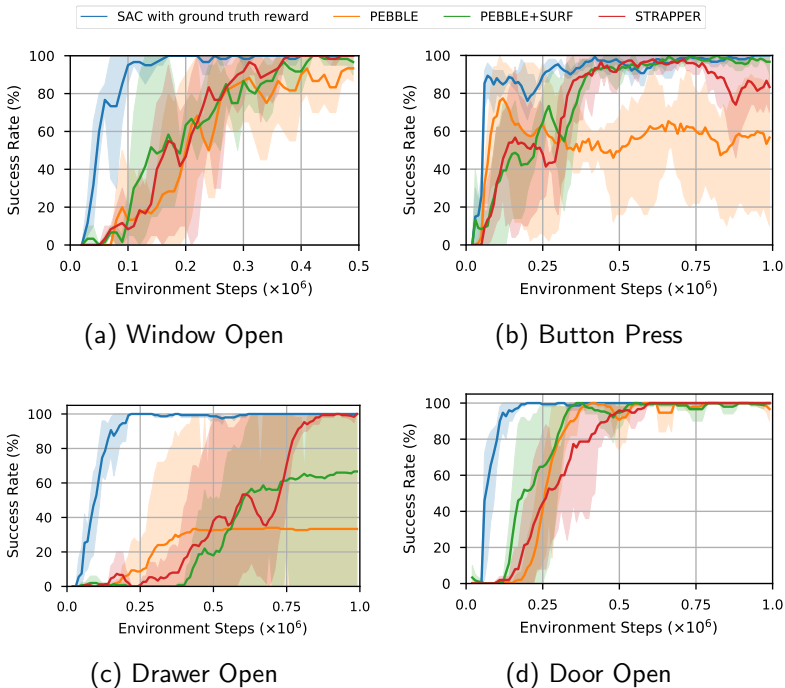 SAC with ground truth reward PEBBLE PEBBLE+SURF STRAPPER
100
80
60
40
20
0
Success Rate (%)
0.0 0.1 0.2 0.3 0.4 0.5
Environment Steps (×10⁶)
(a) Window Open
100
80
60
40
20
0
Success Rate (%)
0.0 0.25 0.5 0.75 1.0
Environment Steps (×10⁶)
(b) Button Press
100
80
60
40
20
0
Success Rate (%)
0.0 0.25 0.5 0.75 1.0
Environment Steps (×10⁶)
(c) Drawer Open
100
80
60
40
20
0
Success Rate (%)
0.0 0.25 0.5 0.75 1.0
Environment Steps (×10⁶)
(d) Door Open